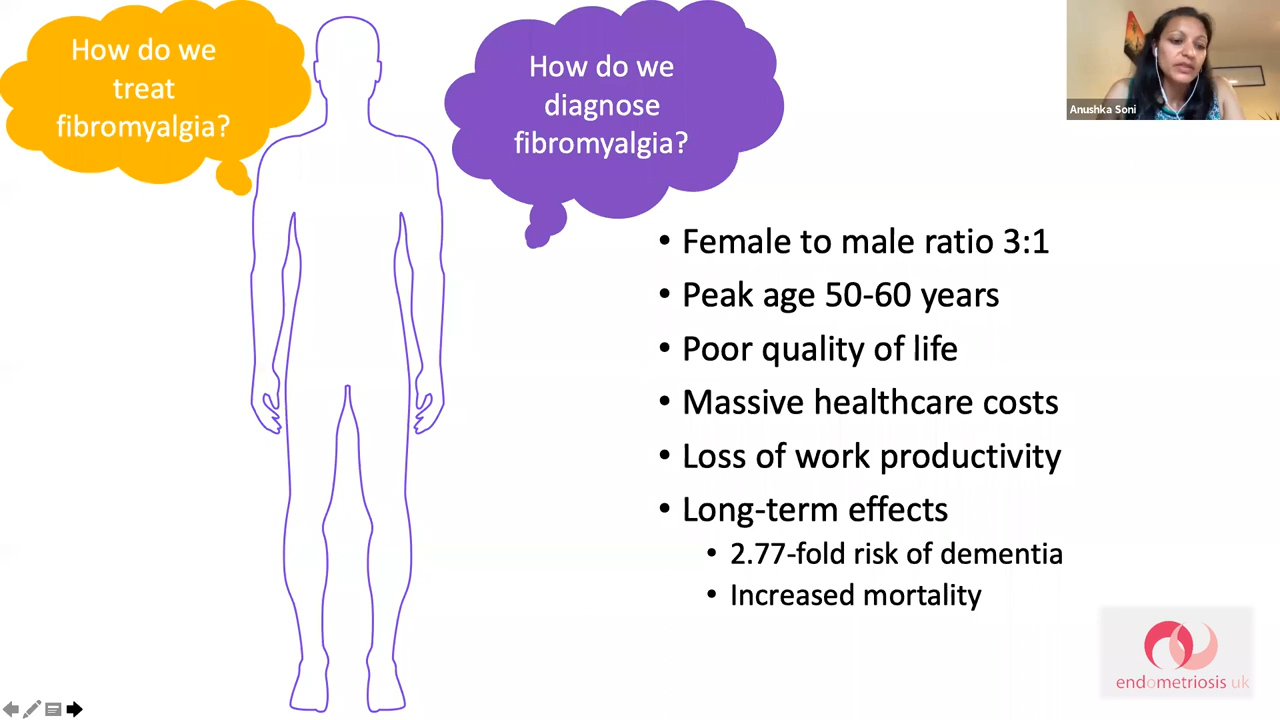 How do we
treat
fibromyalgia?
How do we
diagnose
fibromyalgia?
Anushka Soni
• Female to male ratio 3:1
• Peak age 50-60 years
• Poor quality of life
• Massive healthcare costs
• Loss of work productivity
• Long-term effects
• 2.77-fold risk of dementia
• Increased mortality
endometriosis uk